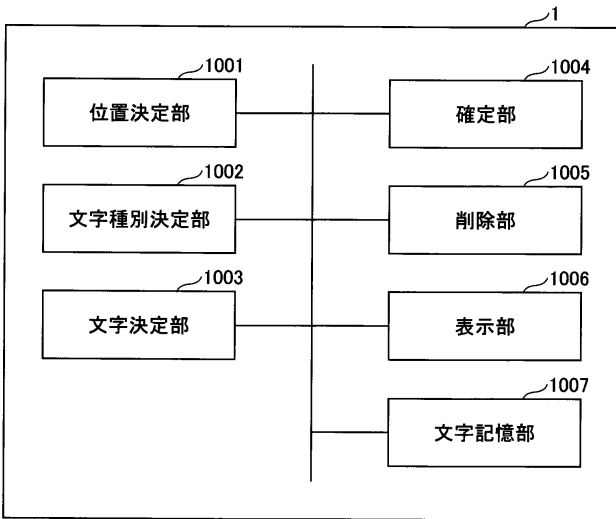 1
1001
位置決定部
1002
文字種別決定部
1003
文字決定部
1004
確定部
1005
削除部
1006
表示部
1007
文字記憶部